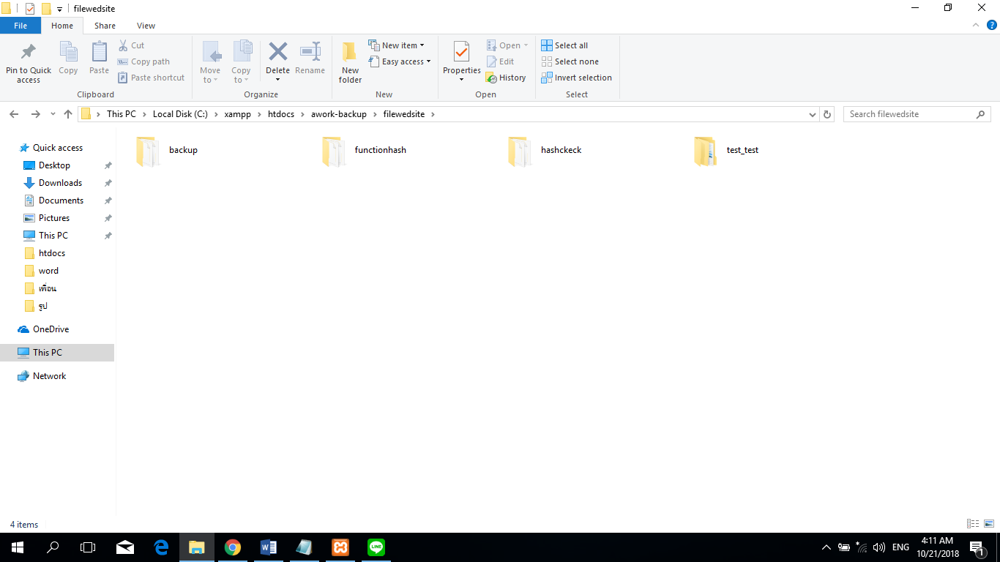 filewedsite
File Home Share View
Pin to Quick access
Copy
Paste
Cut
Copy path
Paste shortcut
Clipboard
Move to
Copy to
Delete
Rename
Organize
New folder
New item
Easy access
New
Properties
Open
Edit
History
Open
Select all
Select none
Invert selection
Select
This PC Local Disk (C:) xampp htdocs awork-backup filewedsite
Search filewedsite
Quick access
Desktop
Downloads
Documents
Pictures
This PC
htdocs
word
เพื่อน
รูป
OneDrive
This PC
Network
backup functionhash hashckeck test_test
4 items
LINE
ENG
4:11 AM
10/21/2018
1